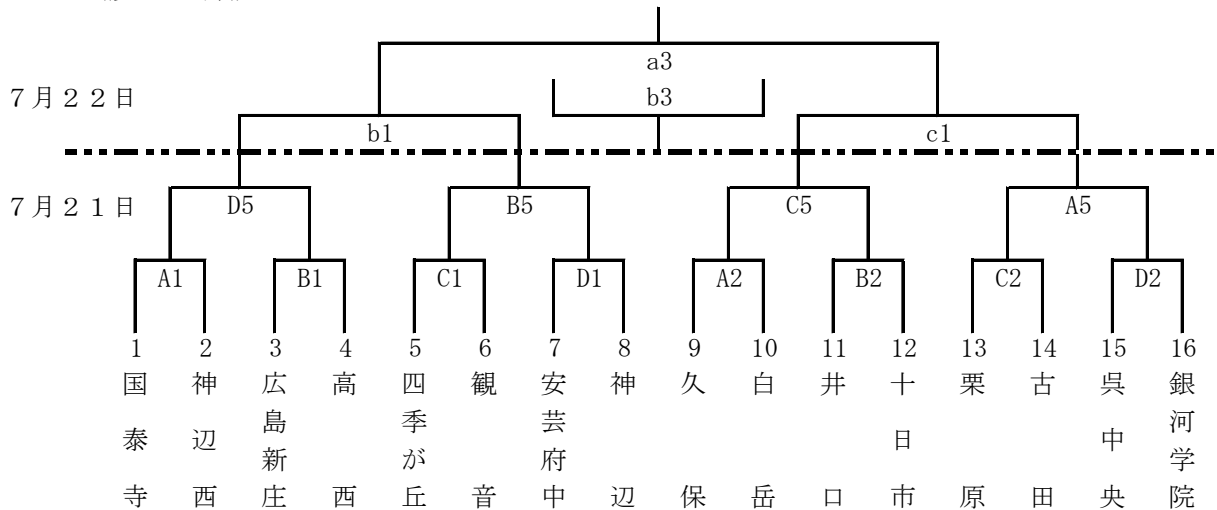 a3
７月２２日
b3
b1
c1
７月２１日
D5
B5
C5
A5
A1
B1
C1
D1
A2
B2
C2
D2
1 2 3 4 5 6 7 8 9 10 11 12 13 14 15 16
国泰寺
神辺西
広島新庄
高西
四季が丘
観音
安芸府中
神辺
久保
白岳
井口
十日市
栗原
古田
呉中央
銀河学院